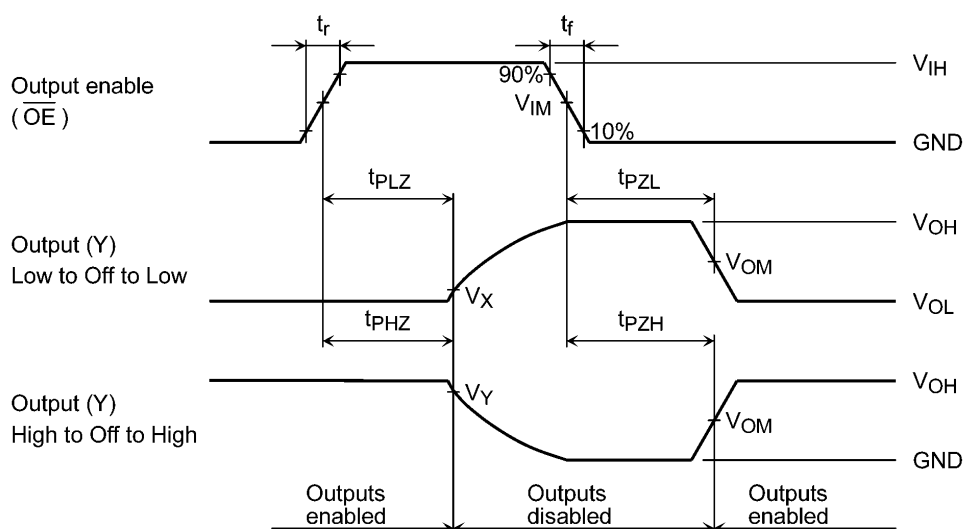 tr
tf
Output enable
( OE )
90%
VIM
10%
VIH
GND
tPLZ
tPZL
Output (Y)
Low to Off to Low
VX
VOH
VOM
VOL
tPHZ
tPZH
Output (Y)
High to Off to High
VY
VOH
VOM
GND
Outputs
enabled
Outputs
disabled
Outputs
enabled